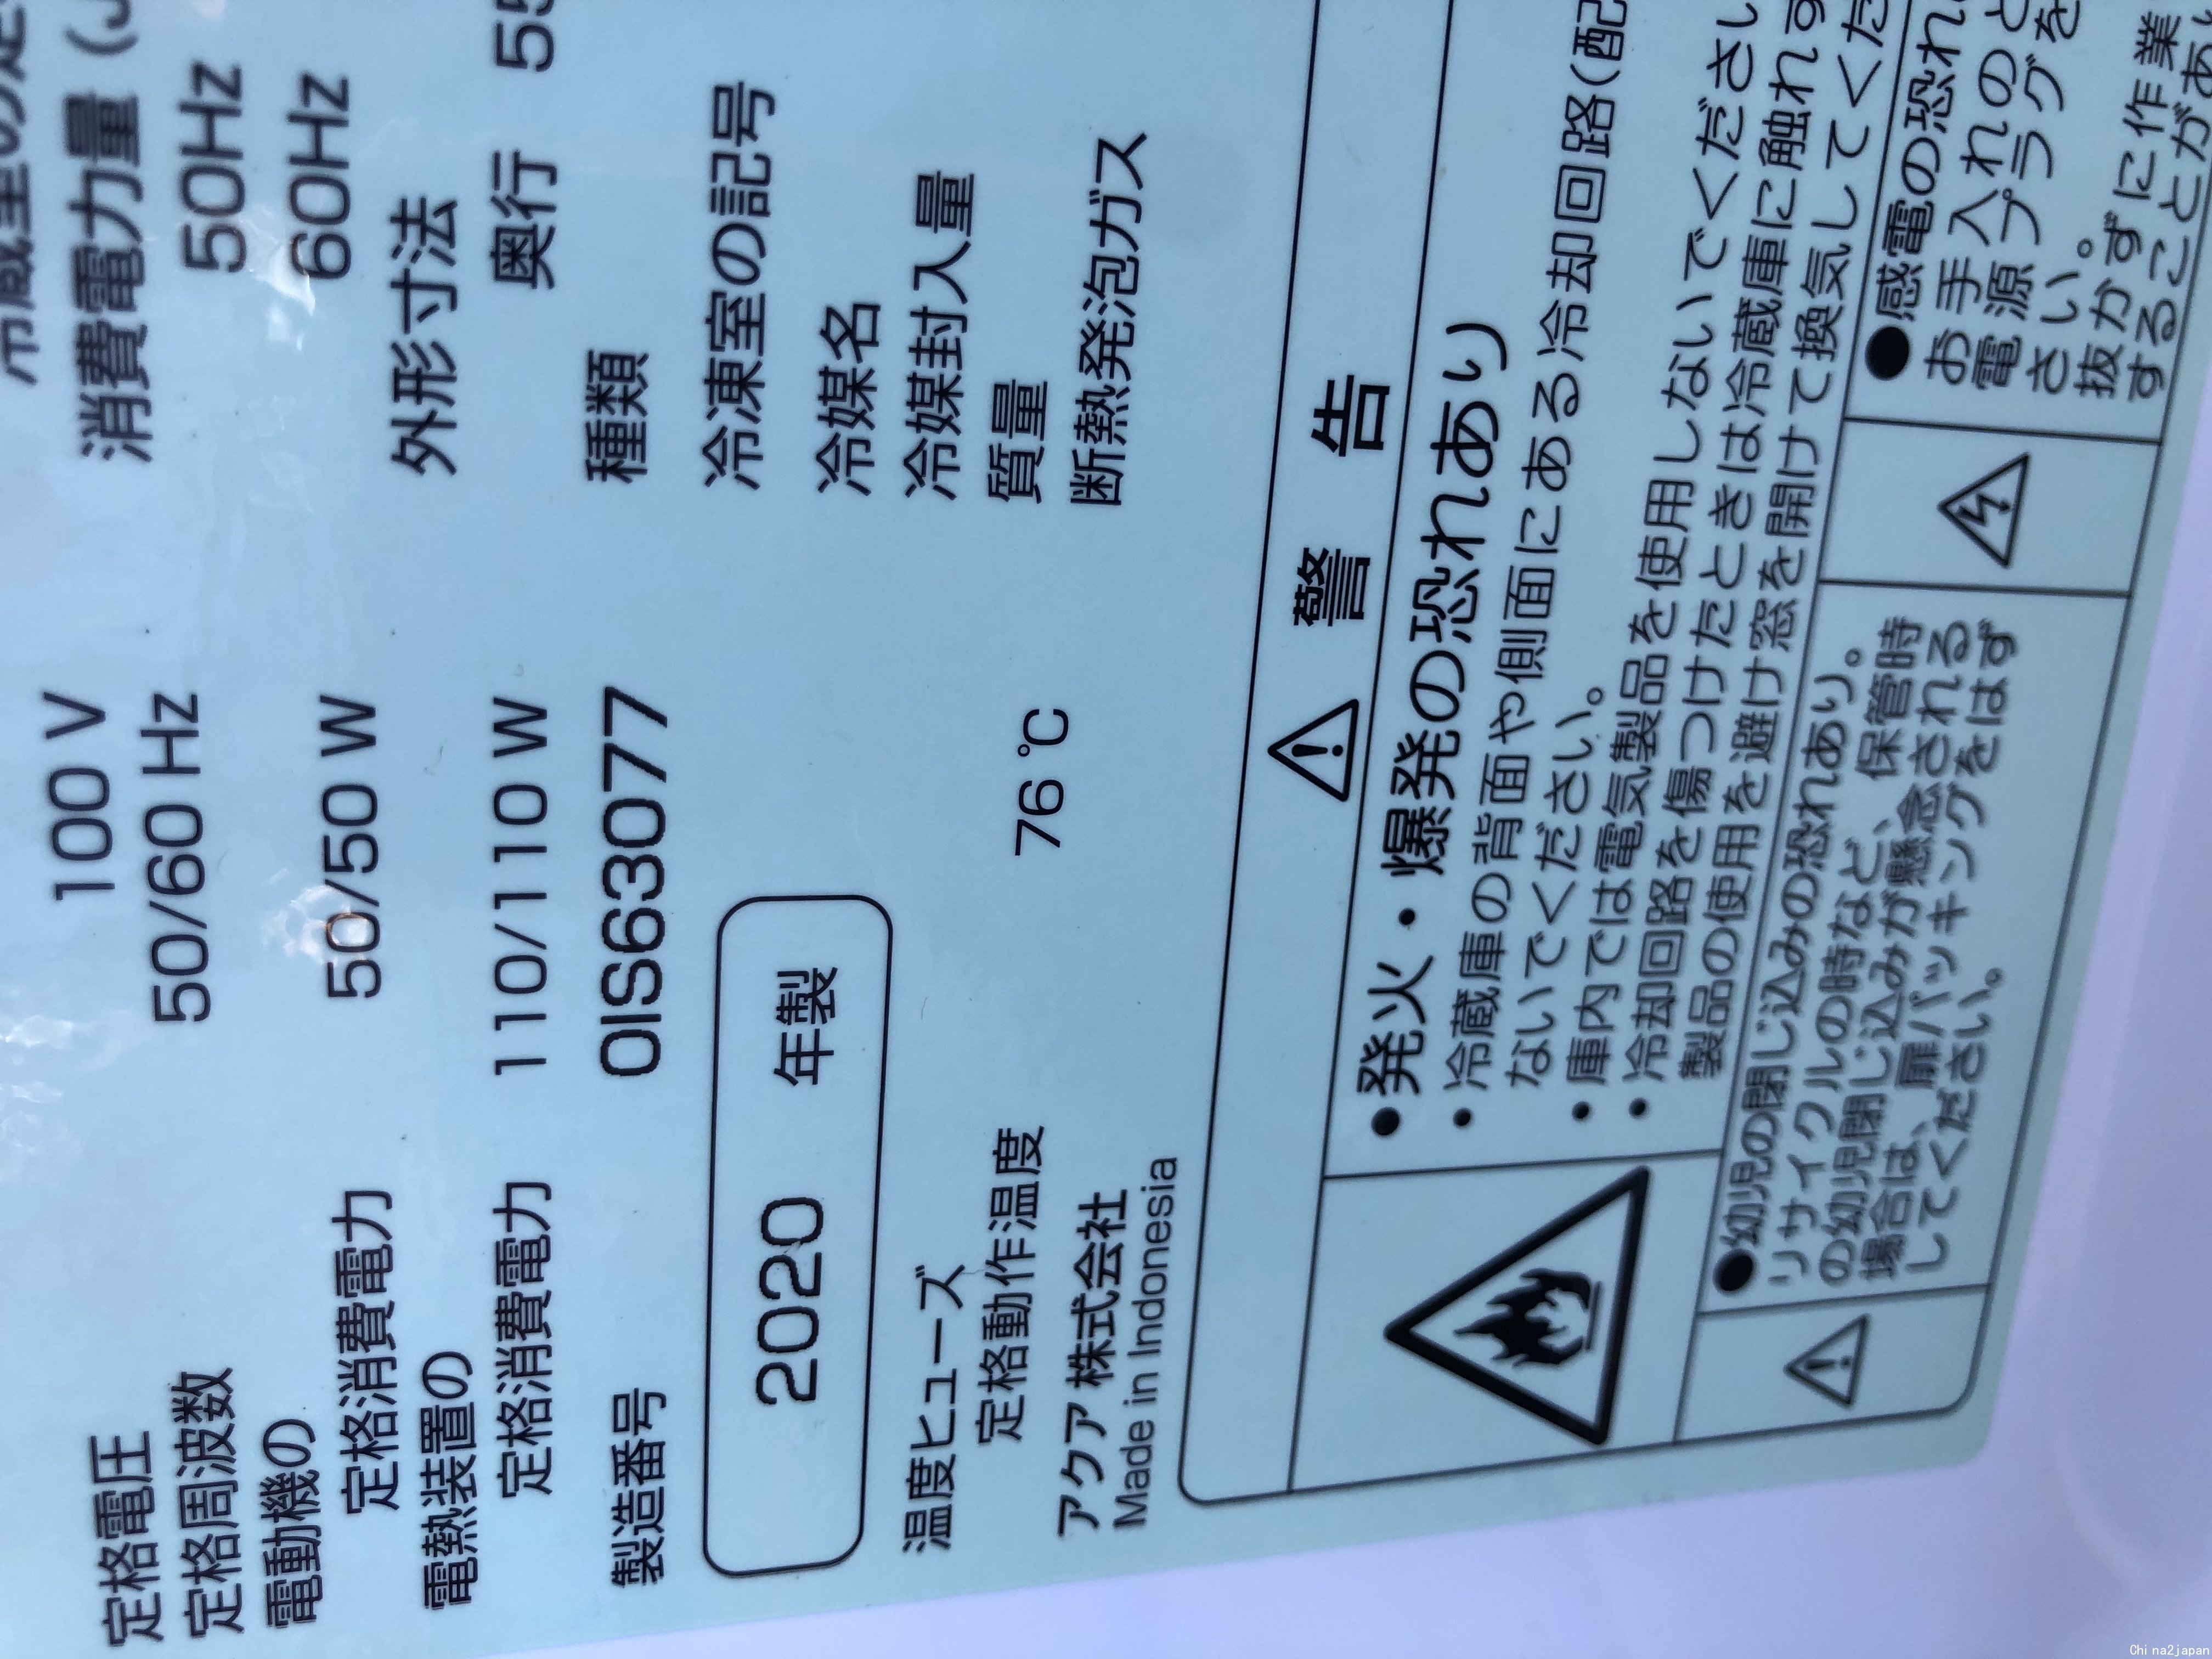 定格電圧 100 V
定格周波数 50/60 Hz
電動機の
定格消費電力 50/50 W
電熱装置の
定格消費電力 110/110 W
製造番号 0IS63077
2020 年製
温度ヒューズ
定格動作温度 76 ℃
アクア 株式会社
Made in Indonesia
消費電力量
50Hz
60Hz
外形寸法
奥行 55
種類
冷凍室の記号
冷媒名
冷媒封入量
質量
断熱発泡ガス
警 告
●発火・爆発の恐れあり
・冷蔵庫の背面や側面にある冷却回路(配
ないでください。
・庫内では電気製品を使用しないでくださ
・冷却回路を傷つけたときは冷蔵庫に触れず
製品の使用を避け窓を開けて換気してくだ
●幼児の閉じ込みの恐れあり。
リサイクルの時など、保管時
の幼児閉じ込みが懸念される
場合は、扉パッキングをはず
してください。
●感電の恐れ
お手入れのと
電源プラグを
さい。
抜かずに作業
することがあ
China2japan